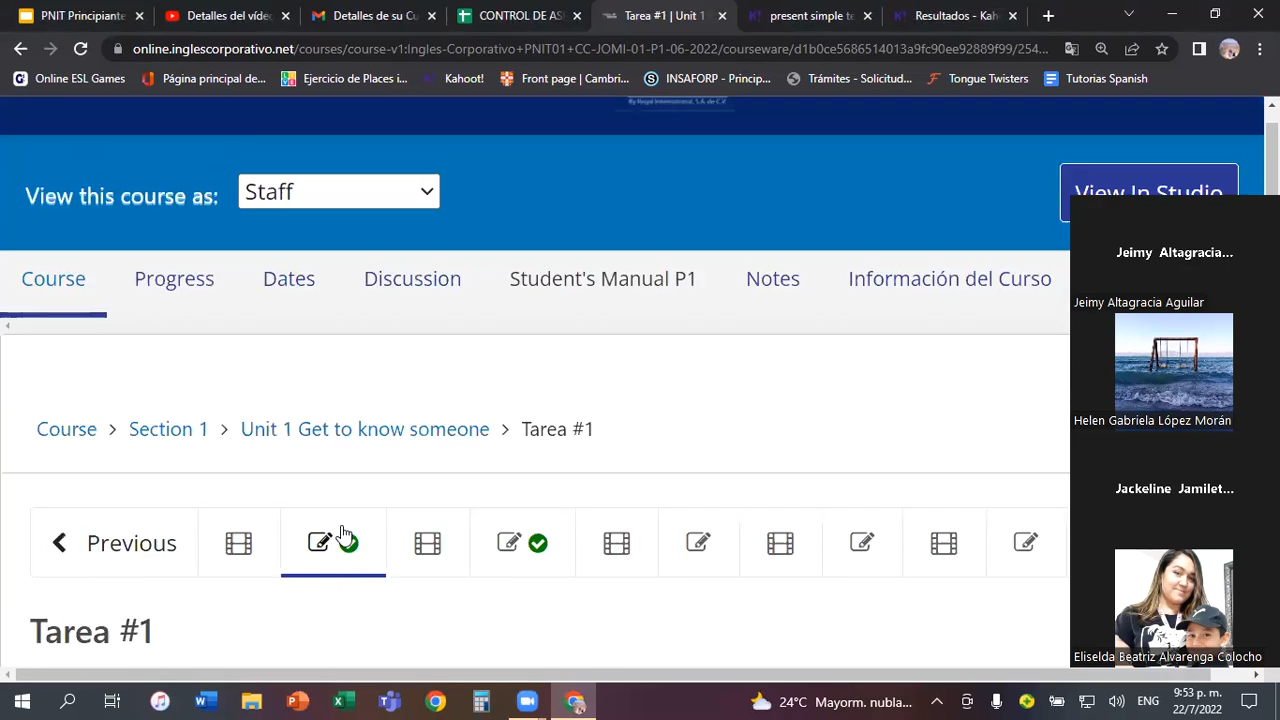 PNIT Principiante
Detalles del vídeo
Detalles de su Cu
CONTROL DE ASI
Tarea #1 | Unit 1
present simple te
Resultados - Kah
online.inglescorporativo.net/courses/course-v1:Ingles-Corporativo+PNIT01+CC-JOMI-01-P1-06-2022/courseware/d1b0ce5686514013a9fc90ee92889f99/254...
Online ESL Games
Página principal de...
Ejercicio de Places i...
Kahoot!
Front page | Cambri...
INSAFORP - Princip...
Trámites - Solicitud...
Tongue Twisters
Tutorias Spanish
By Royal International, S.A. de C.V.
View this course as:
Staff
View In Studio
Course
Progress
Dates
Discussion
Student's Manual P1
Notes
Información del Curso
Jeimy Altagracia...
Jeimy Altagracia Aguilar
Helen Gabriela López Morán
Jackeline Jamilet...
Eliselda Beatriz Alvarenga Colocho
Course > Section 1 > Unit 1 Get to know someone > Tarea #1
Previous
Tarea #1
24°C Mayorm. nubla...
ENG
9:53 p. m.
22/7/2022